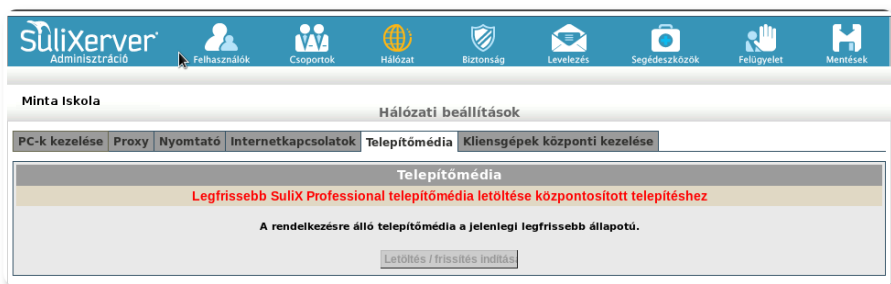 SuliXerver
Adminisztráció
Felhasználók
Csoportok
Hálózat
Biztonság
Levelezés
Segédeszközök
Felügyelet
Mentések
Minta Iskola
Hálózati beállítások
PC-k kezelése Proxy Nyomtató Internetkapcsolatok Telepítőmédia Kliensgépek központi kezelése
Telepítőmédia
Legfrissebb SuliX Professional telepítőmédia letöltése központosított telepítéshez
A rendelkezésre álló telepítőmédia a jelenlegi legfrissebb állapotú.
Letöltés / frissítés indítás